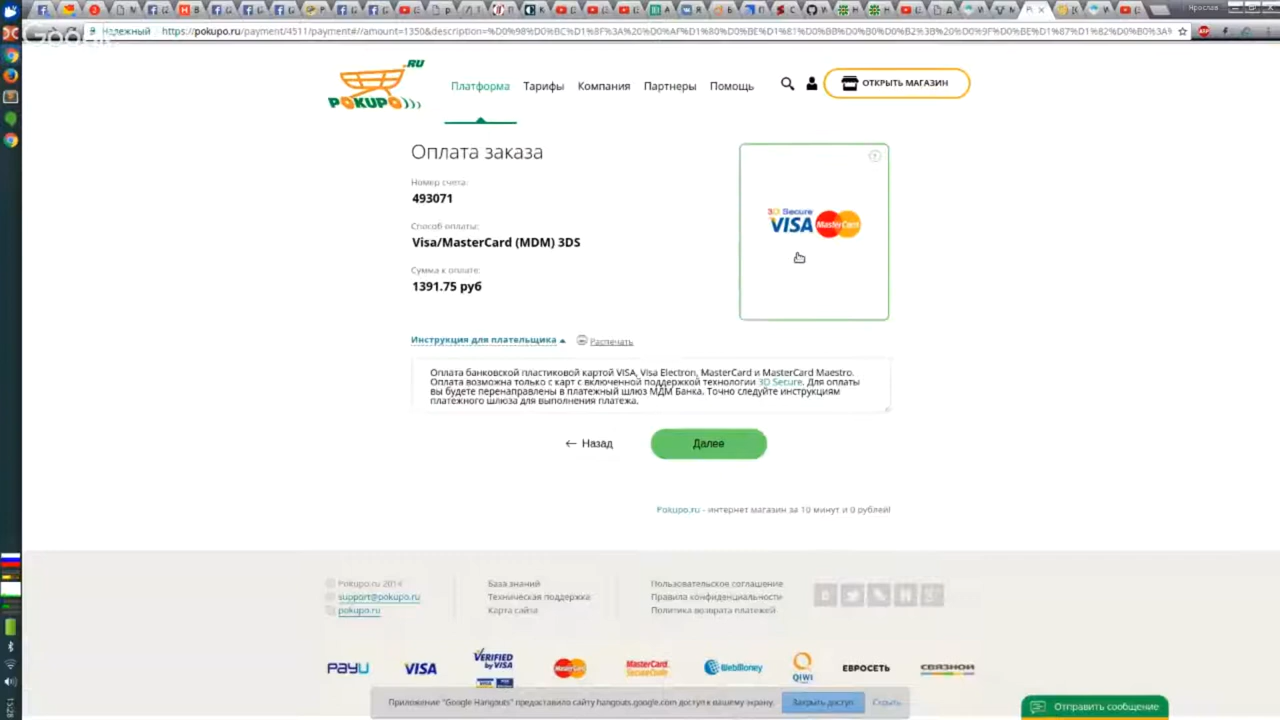 Надежный https://pokupo.ru/payment/4511/payment#//amount=1350&description=%D0%98%D0%BC%D1%8F%3A%20%D0%AF%D1%80%D0%BE%D1%81%D0%BB%D0%B0%D0%B2%3B%20%D0%9F%D0%BE%D1%87%D1%82%D0%B0%3A%
Google
POKUPO.RU
Платформа Тарифы Компания Партнеры Помощь ОТКРЫТЬ МАГАЗИН
Оплата заказа
Номер счета:
493071
Способ оплаты:
Visa/MasterCard (MDM) 3DS
Сумма к оплате:
1391.75 руб
3D Secure
VISA MasterCard
Инструкция для плательщика Распечать
Оплата банковской пластиковой картой VISA, Visa Electron, MasterCard и MasterCard Maestro.
Оплата возможна только с карт с включенной поддержкой технологии 3D Secure. Для оплаты
вы будете перенаправлены в платежный шлюз МДМ Банка. Точно следуйте инструкциям
платежного шлюза для выполнения платежа.
← Назад Далее
Pokupo.ru - интернет магазин за 10 минут и 0 рублей!
Pokupo.ru 2014 База знаний Пользовательское соглашение
support@pokupo.ru Техническая поддержка Правила конфиденциальности
pokupo.ru Карта сайта Политика возврата платежей
PAYU VISA VERIFIED by VISA MasterCard MasterCard SecureCode WebMoney QIWI ЕВРОСЕТЬ СВЯЗНОЙ
Приложение "Google Hangouts" предоставило сайту hangouts.google.com доступ к вашему экрану. Закрыть доступ Скрыть
Отправить сообщение
15:28